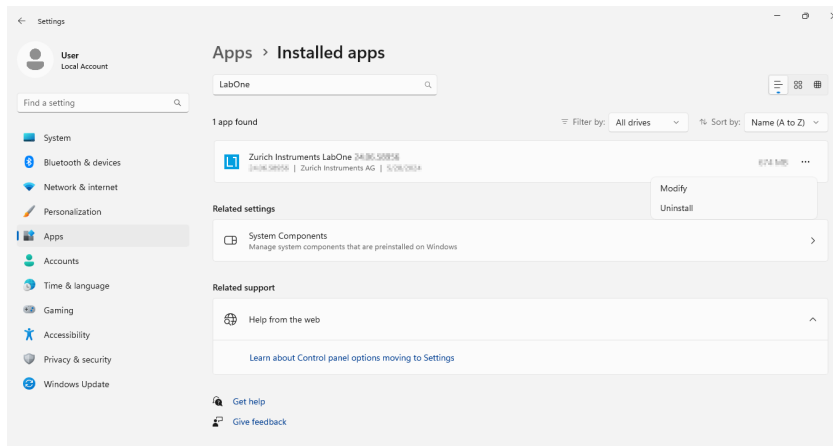 Settings
User
Local Account
Find a setting
System
Bluetooth & devices
Network & internet
Personalization
Apps
Accounts
Time & language
Gaming
Accessibility
Privacy & security
Windows Update
Apps > Installed apps
LabOne
1 app found
Filter by: All drives
Sort by: Name (A to Z)
Zurich Instruments LabOne
| Zurich Instruments AG |
Modify
Uninstall
Related settings
System Components
Manage system components that are preinstalled on Windows
Related support
Help from the web
Learn about Control panel options moving to Settings
Get help
Give feedback